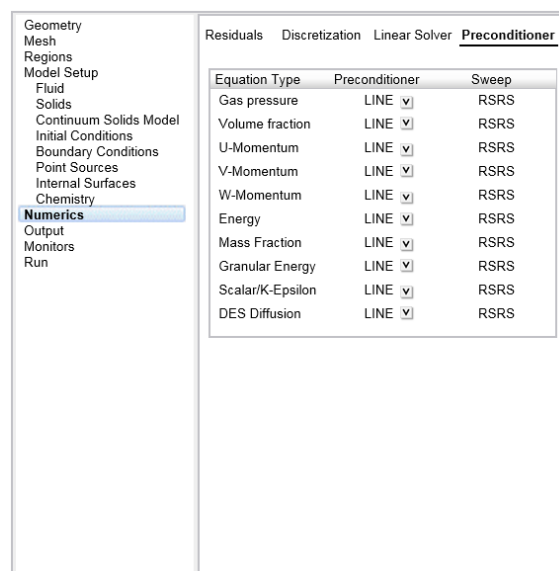 Geometry
Mesh
Regions
Model Setup
Fluid
Solids
Continuum Solids Model
Initial Conditions
Boundary Conditions
Point Sources
Internal Surfaces
Chemistry
Numerics
Output
Monitors
Run
Residuals Discretization Linear Solver Preconditioner
Equation Type Preconditioner Sweep
Gas pressure LINE RSRS
Volume fraction LINE RSRS
U-Momentum LINE RSRS
V-Momentum LINE RSRS
W-Momentum LINE RSRS
Energy LINE RSRS
Mass Fraction LINE RSRS
Granular Energy LINE RSRS
Scalar/K-Epsilon LINE RSRS
DES Diffusion LINE RSRS